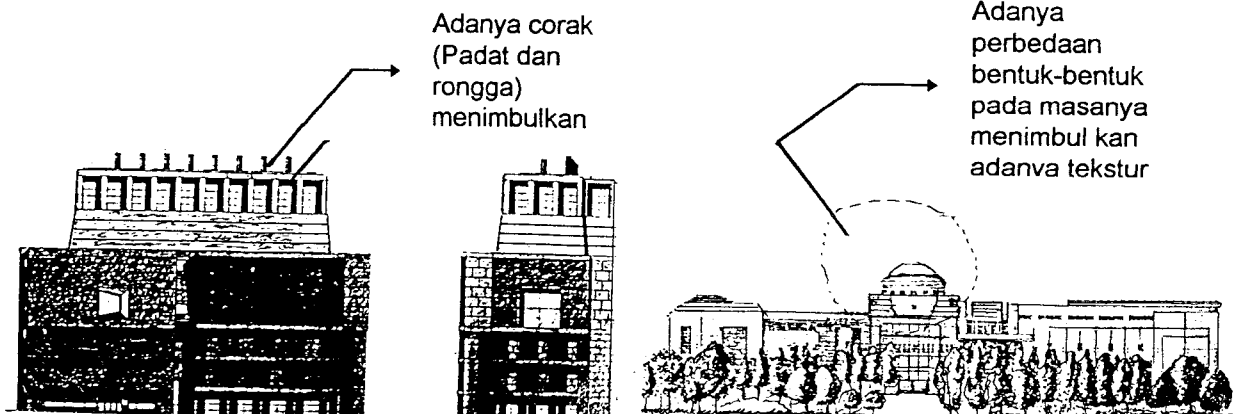 Adanya corak
(Padat dan
rongga)
menimbulkan
Adanya
perbedaan
bentuk-bentuk
pada masanya
menimbul kan
adanva tekstur